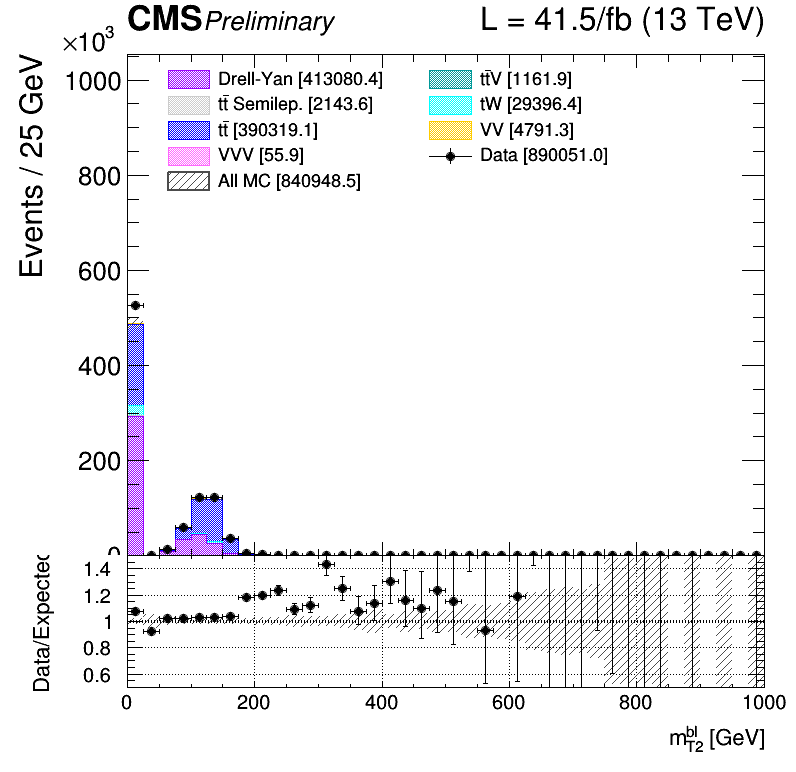 CMS Preliminary L = 41.5/fb (13 TeV)
×10³
Events / 25 GeV
1000
800
600
400
200
0
Drell-Yan [413080.4]
tt̄ Semilep. [2143.6]
tt̄ [390319.1]
VVV [55.9]
All MC [840948.5]
tt̄V [1161.9]
tW [29396.4]
VV [4791.3]
Data [890051.0]
Data/Expected
1.4
1.2
1
0.8
0.6
0 200 400 600 800 1000
m_T2^bl [GeV]